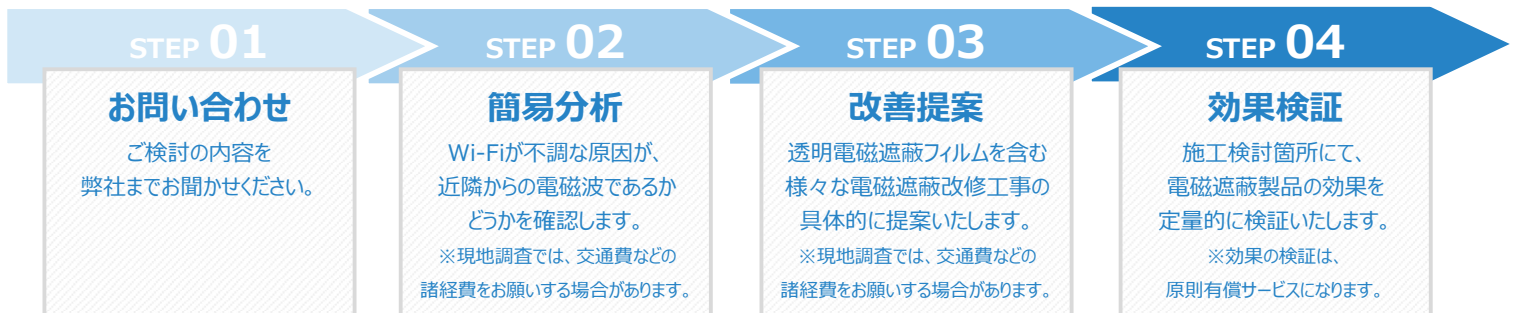 STEP 01
お問い合わせ
ご検討の内容を
弊社までお聞かせください。
STEP 02
簡易分析
Wi-Fiが不調な原因が、
近隣からの電磁波であるか
どうかを確認します。
※現地調査では、交通費などの
諸経費をお願いする場合があります。
STEP 03
改善提案
透明電磁遮蔽フィルムを含む
様々な電磁遮蔽改修工事の
具体的に提案いたします。
※現地調査では、交通費などの
諸経費をお願いする場合があります。
STEP 04
効果検証
施工検討箇所にて、
電磁遮蔽製品の効果を
定量的に検証いたします。
※効果の検証は、
原則有償サービスになります。